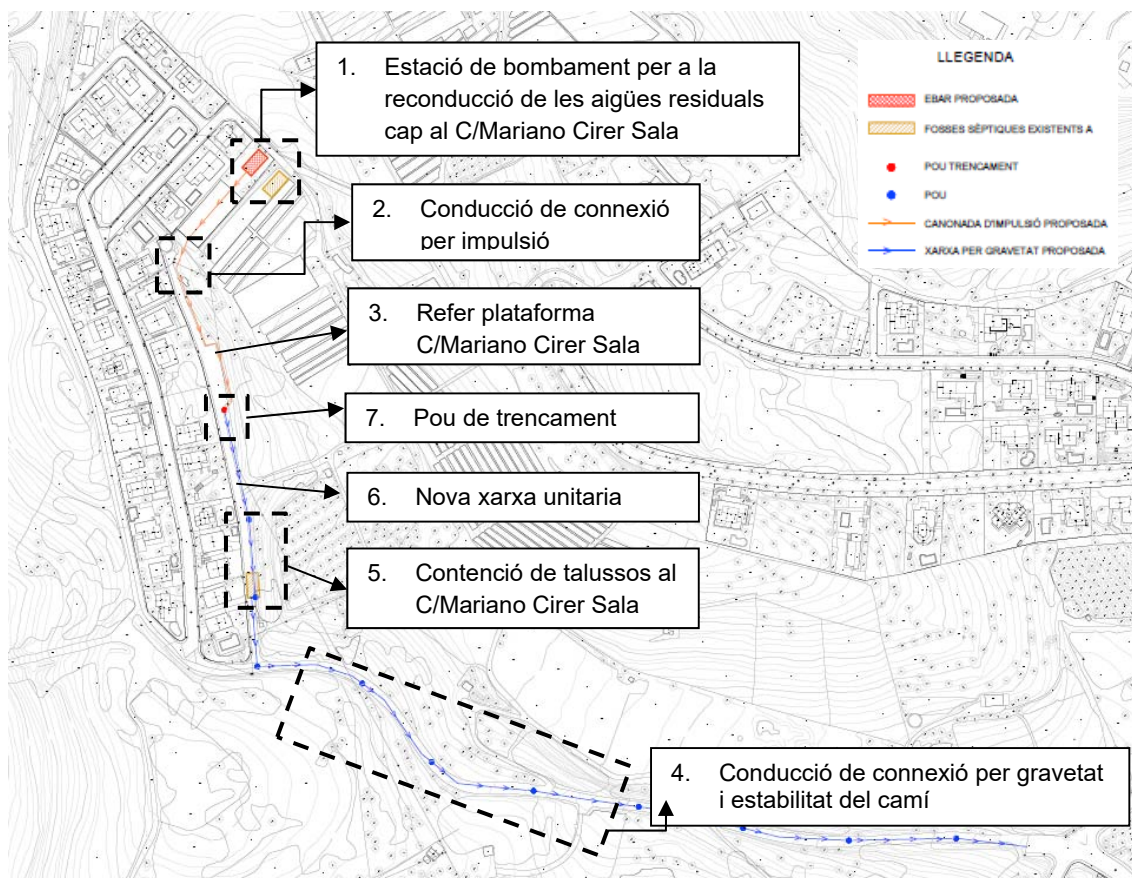 1. Estació de bombament per a la
reconducció de les aigües residuals
cap al C/Mariano Cirer Sala
LLEGENDA
EBAR PROPOSADA
FOSSES SÈPTIQUES EXISTENTS A
POU TRENCAMENT
POU
CANONADA D'IMPULSIÓ PROPOSADA
XARXA PER GRAVETAT PROPOSADA
2. Conducció de connexió
per impulsió
3. Refer plataforma
C/Mariano Cirer Sala
7. Pou de trencament
6. Nova xarxa unitaria
5. Contenció de talussos al
C/Mariano Cirer Sala
4. Conducció de connexió per gravetat
i estabilitat del camí